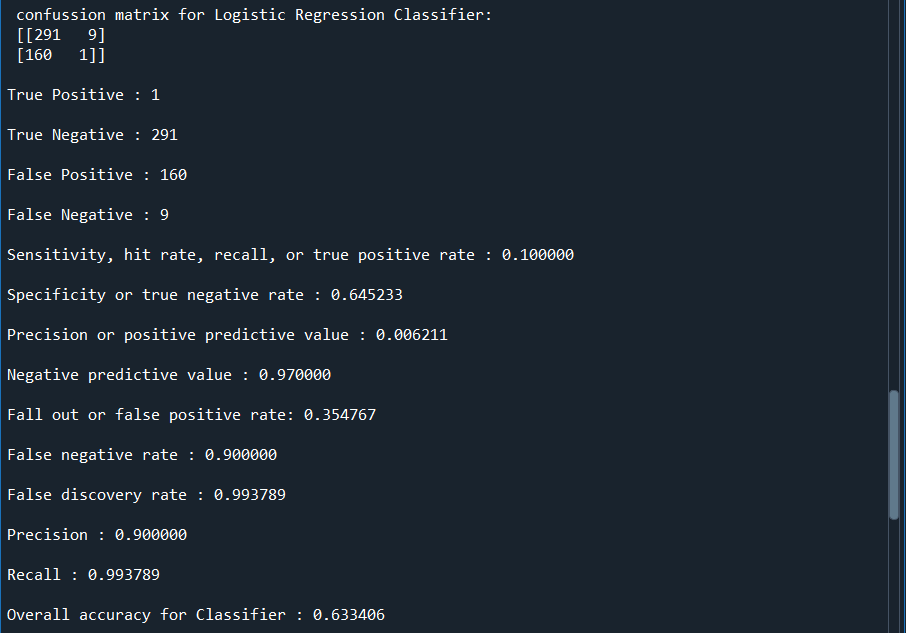 confussion matrix for Logistic Regression Classifier:
[[291   9]
[160   1]]
True Positive : 1
True Negative : 291
False Positive : 160
False Negative : 9
Sensitivity, hit rate, recall, or true positive rate : 0.100000
Specificity or true negative rate : 0.645233
Precision or positive predictive value : 0.006211
Negative predictive value : 0.970000
Fall out or false positive rate: 0.354767
False negative rate : 0.900000
False discovery rate : 0.993789
Precision : 0.900000
Recall : 0.993789
Overall accuracy for Classifier : 0.633406